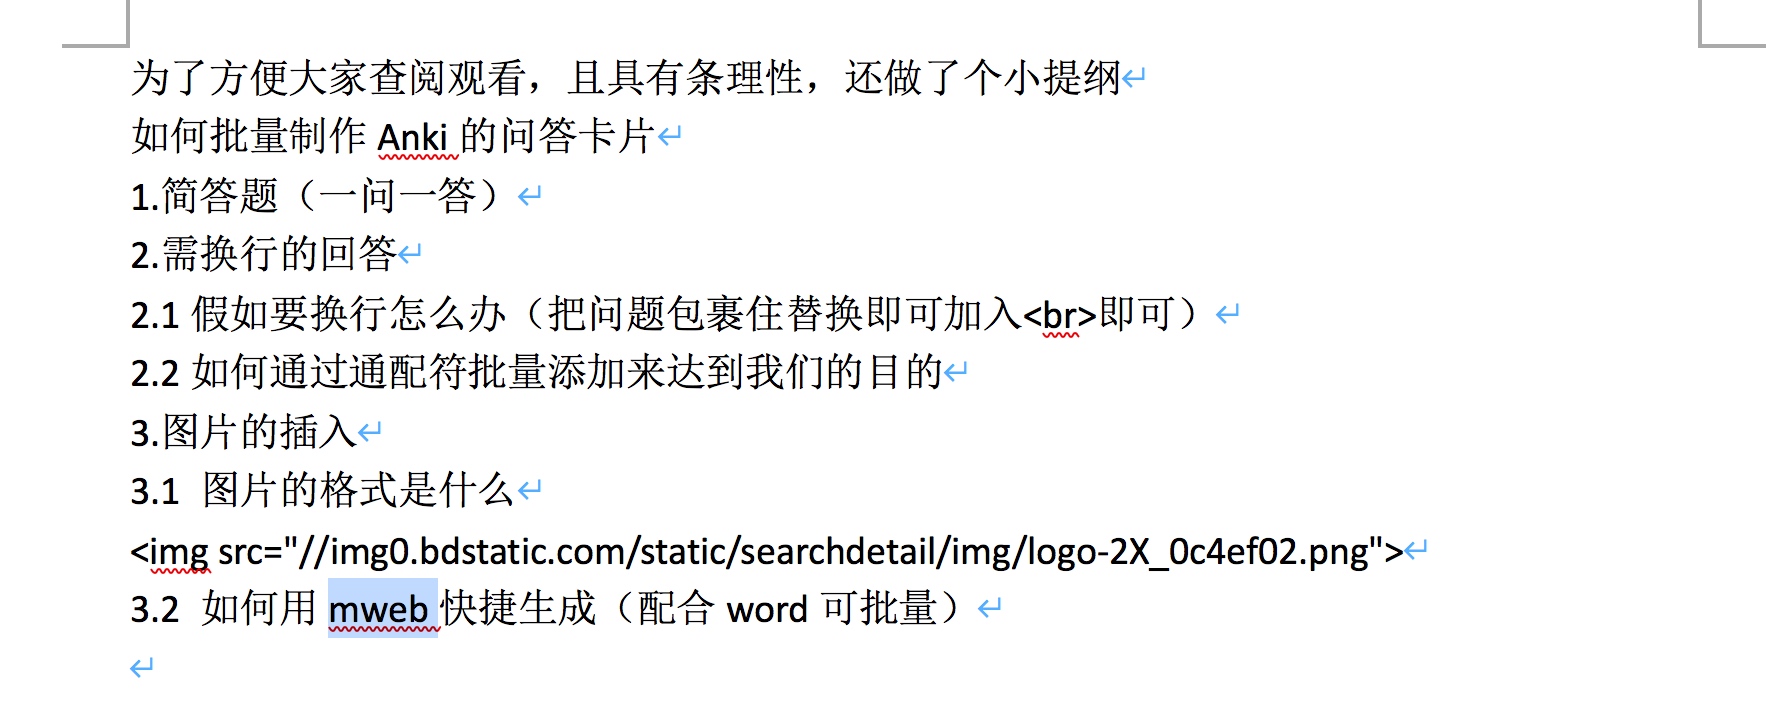 为了方便大家查阅观看，且具有条理性，还做了个小提纲
如何批量制作 Anki 的问答卡片
1.简答题（一问一答）
2.需换行的回答
2.1 假如要换行怎么办（把问题包裹住替换即可加入<br>即可）
2.2 如何通过通配符批量添加来达到我们的目的
3.图片的插入
3.1  图片的格式是什么
<img src="//img0.bdstatic.com/static/searchdetail/img/logo-2X_0c4ef02.png">
3.2  如何用 mweb 快捷生成（配合 word 可批量）